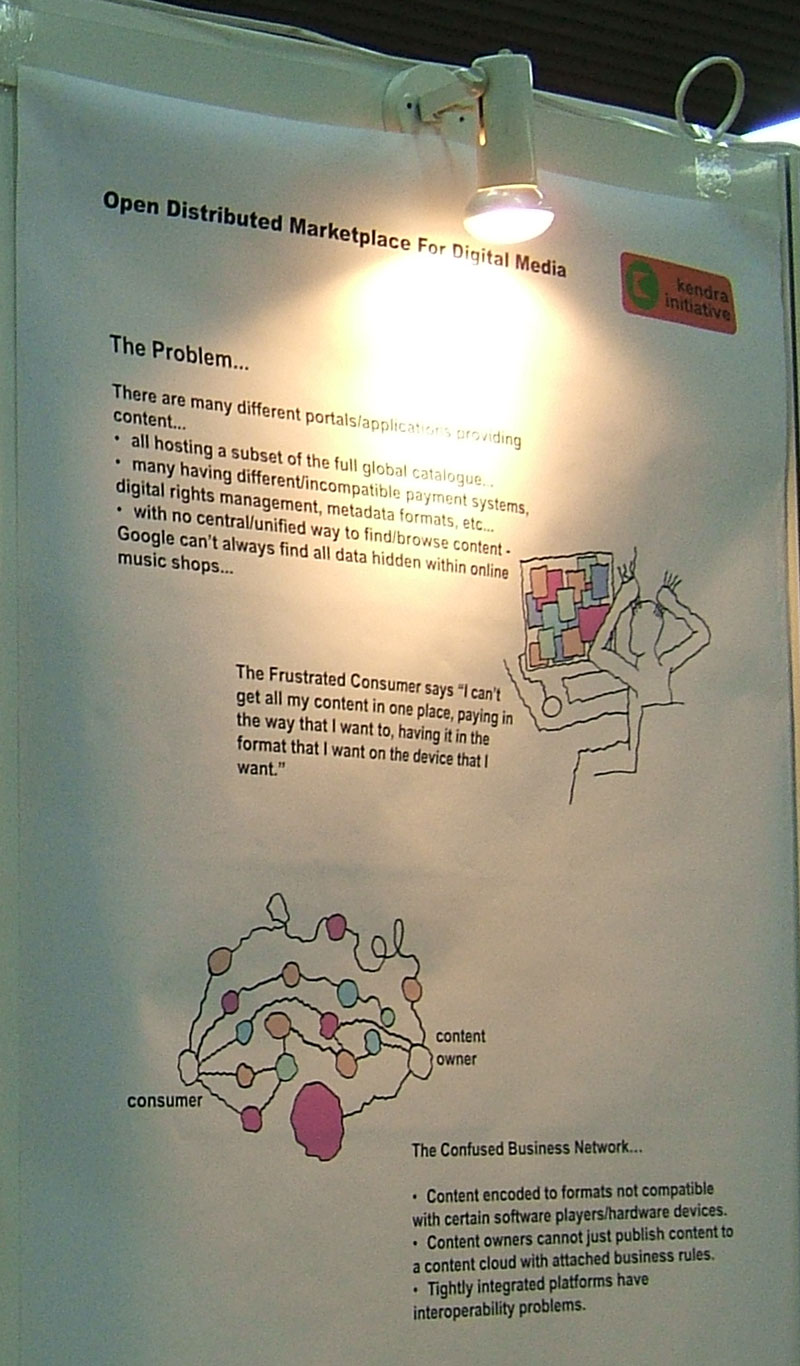 Open Distributed Marketplace For Digital Media
kendra
initiative
The Problem...
There are many different portals/applications providing
content...
• all hosting a subset of the full global catalogue...
• many having different/incompatible payment systems,
digital rights management, metadata formats, etc...
• with no central/unified way to find/browse content -
Google can't always find all data hidden within online
music shops...
The Frustrated Consumer says "I can't
get all my content in one place, paying in
the way that I want to, having it in the
format that I want on the device that I
want."
content
owner
consumer
The Confused Business Network...
• Content encoded to formats not compatible
with certain software players/hardware devices.
• Content owners cannot just publish content to
a content cloud with attached business rules.
• Tightly integrated platforms have
interoperability problems.